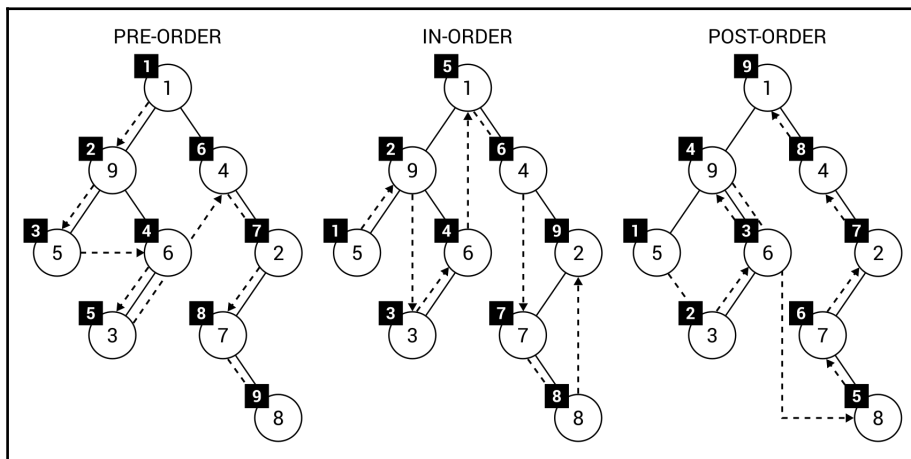 PRE-ORDER IN-ORDER POST-ORDER
1 5 9
1 1 1
2 6 2 6 4 8
9 4 9 4 9 4
3 4 7 1 4 9 1 3 7
5 6 2 5 6 2 5 6 2
5 8 3 7 2 6
3 7 3 7 3 7
9 8 5
8 8 8